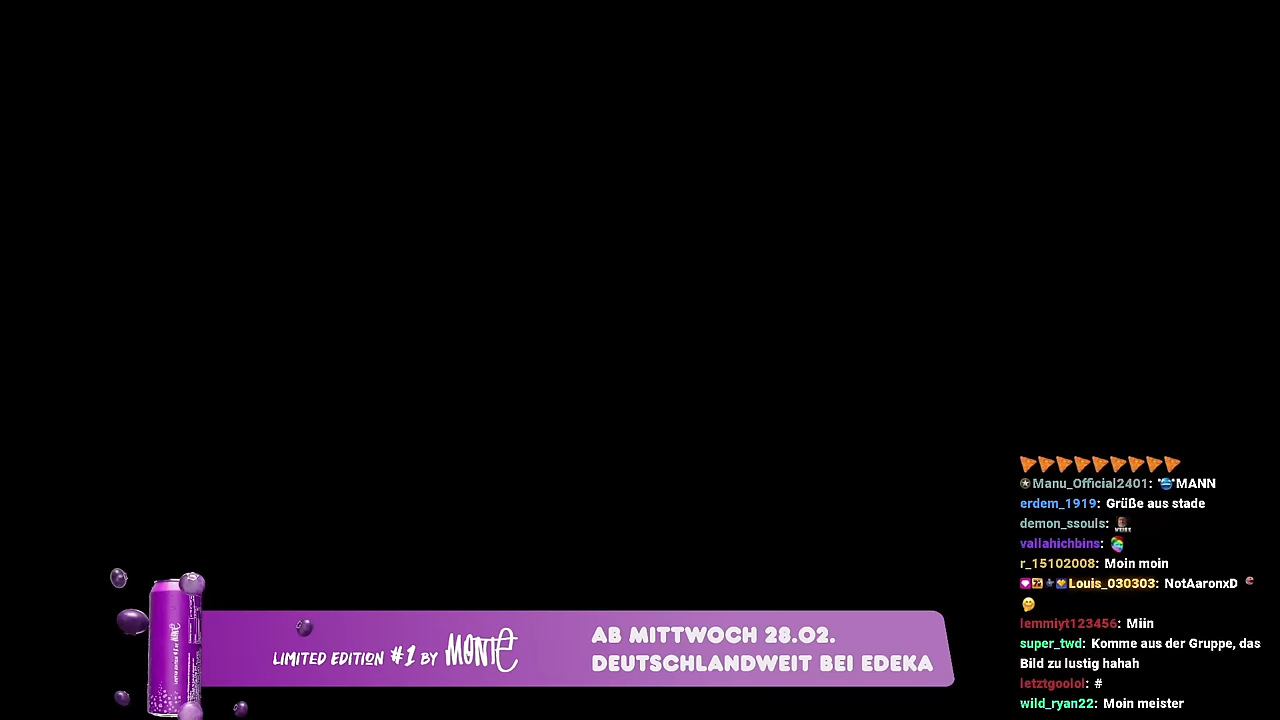 Manu_Official2401: MANN
erdem_1919: Grüße aus stade
demon_ssouls:
vallahichbins:
r_15102008: Moin moin
Louis_030303: NotAaronxD
lemmiyt123456: Miin
super_twd: Komme aus der Gruppe, das
Bild zu lustig hahah
letztgoolol: #
wild_ryan22: Moin meister
LIMITED EDITION #1 BY MONTE
AB MITTWOCH 28.02.
DEUTSCHLANDWEIT BEI EDEKA